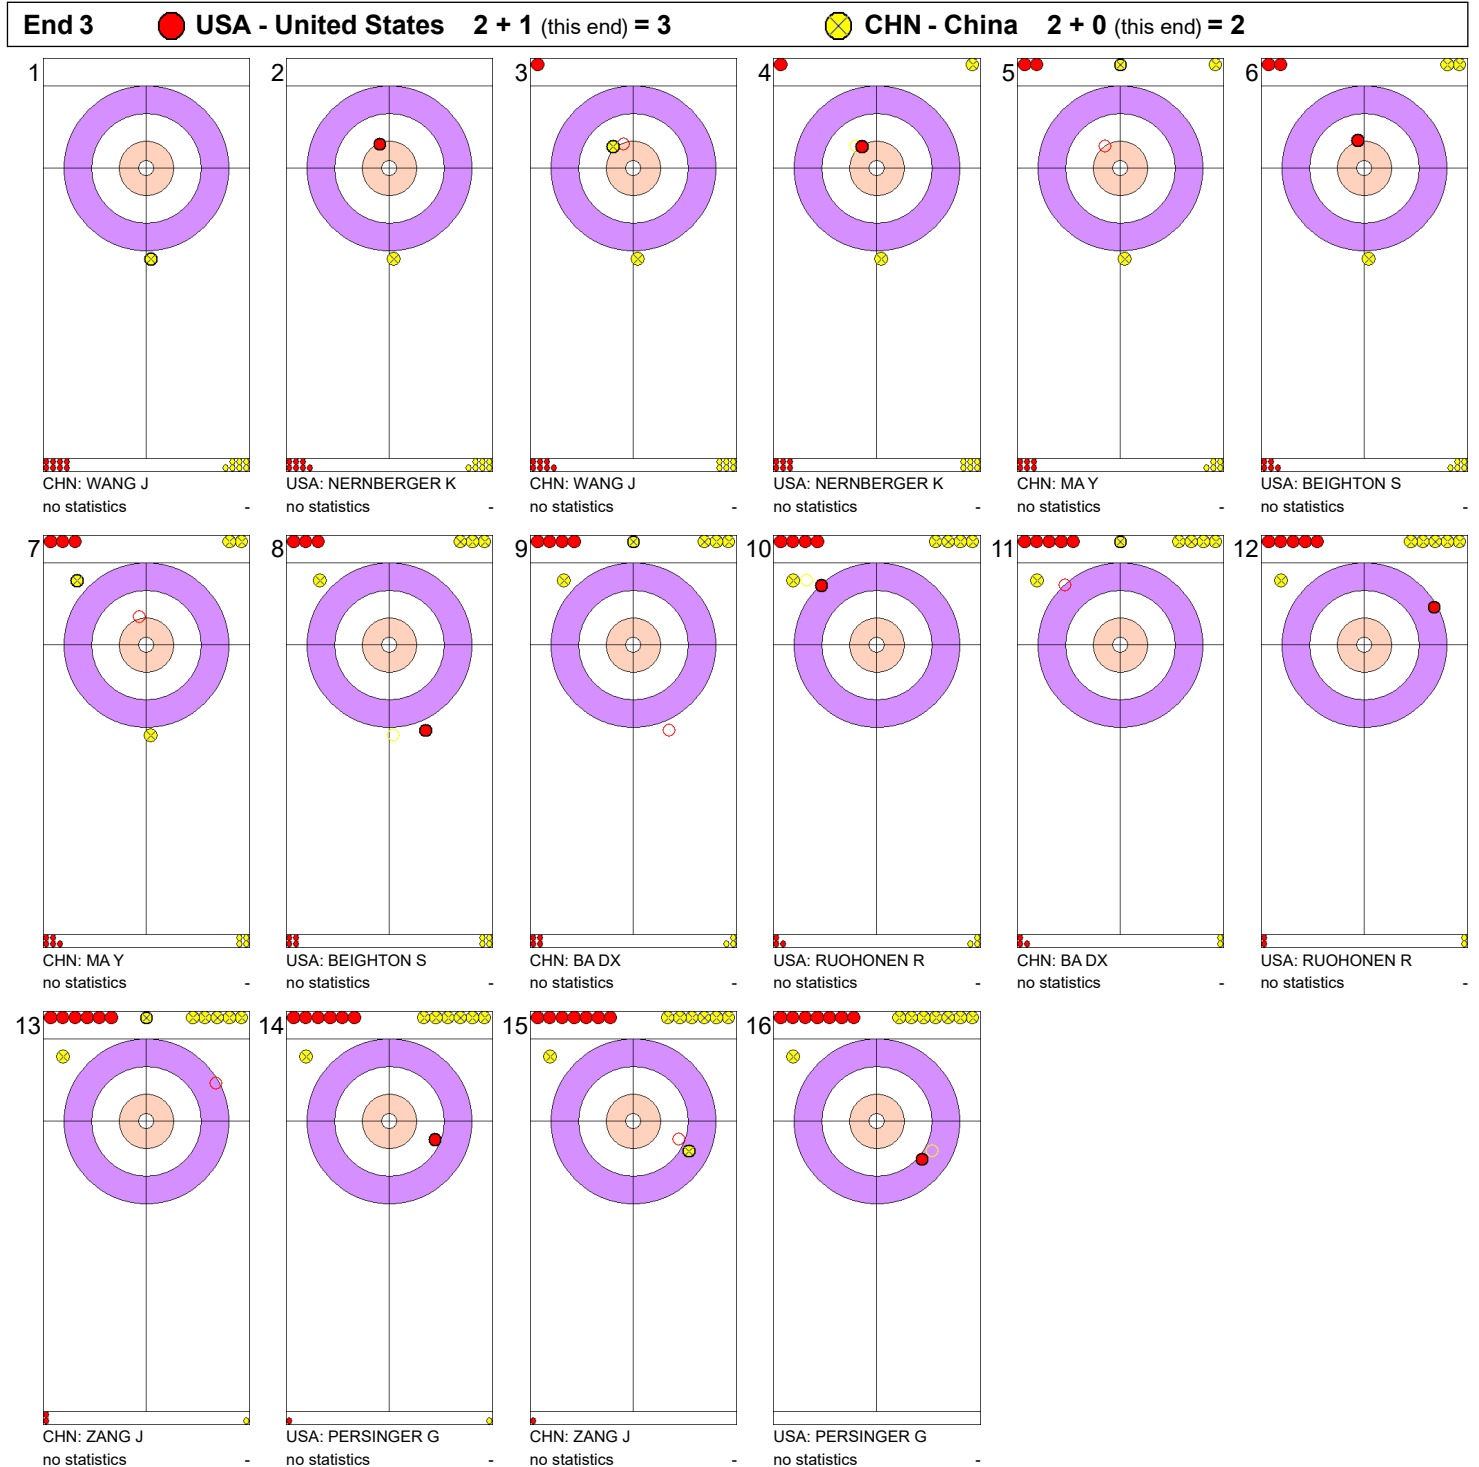 End 3 USA - United States 2 + 1 (this end) = 3 CHN - China 2 + 0 (this end) = 2
1 2 3 4 5 6
CHN: WANG J USA: NERNBERGER K CHN: WANG J USA: NERNBERGER K CHN: MA Y USA: BEIGHTON S
no statistics - no statistics - no statistics - no statistics - no statistics - no statistics -
7 8 9 10 11 12
CHN: MA Y USA: BEIGHTON S CHN: BA DX USA: RUOHONEN R CHN: BA DX USA: RUOHONEN R
no statistics - no statistics - no statistics - no statistics - no statistics - no statistics -
13 14 15 16
CHN: ZANG J USA: PERSINGER G CHN: ZANG J USA: PERSINGER G
no statistics - no statistics - no statistics - no statistics -